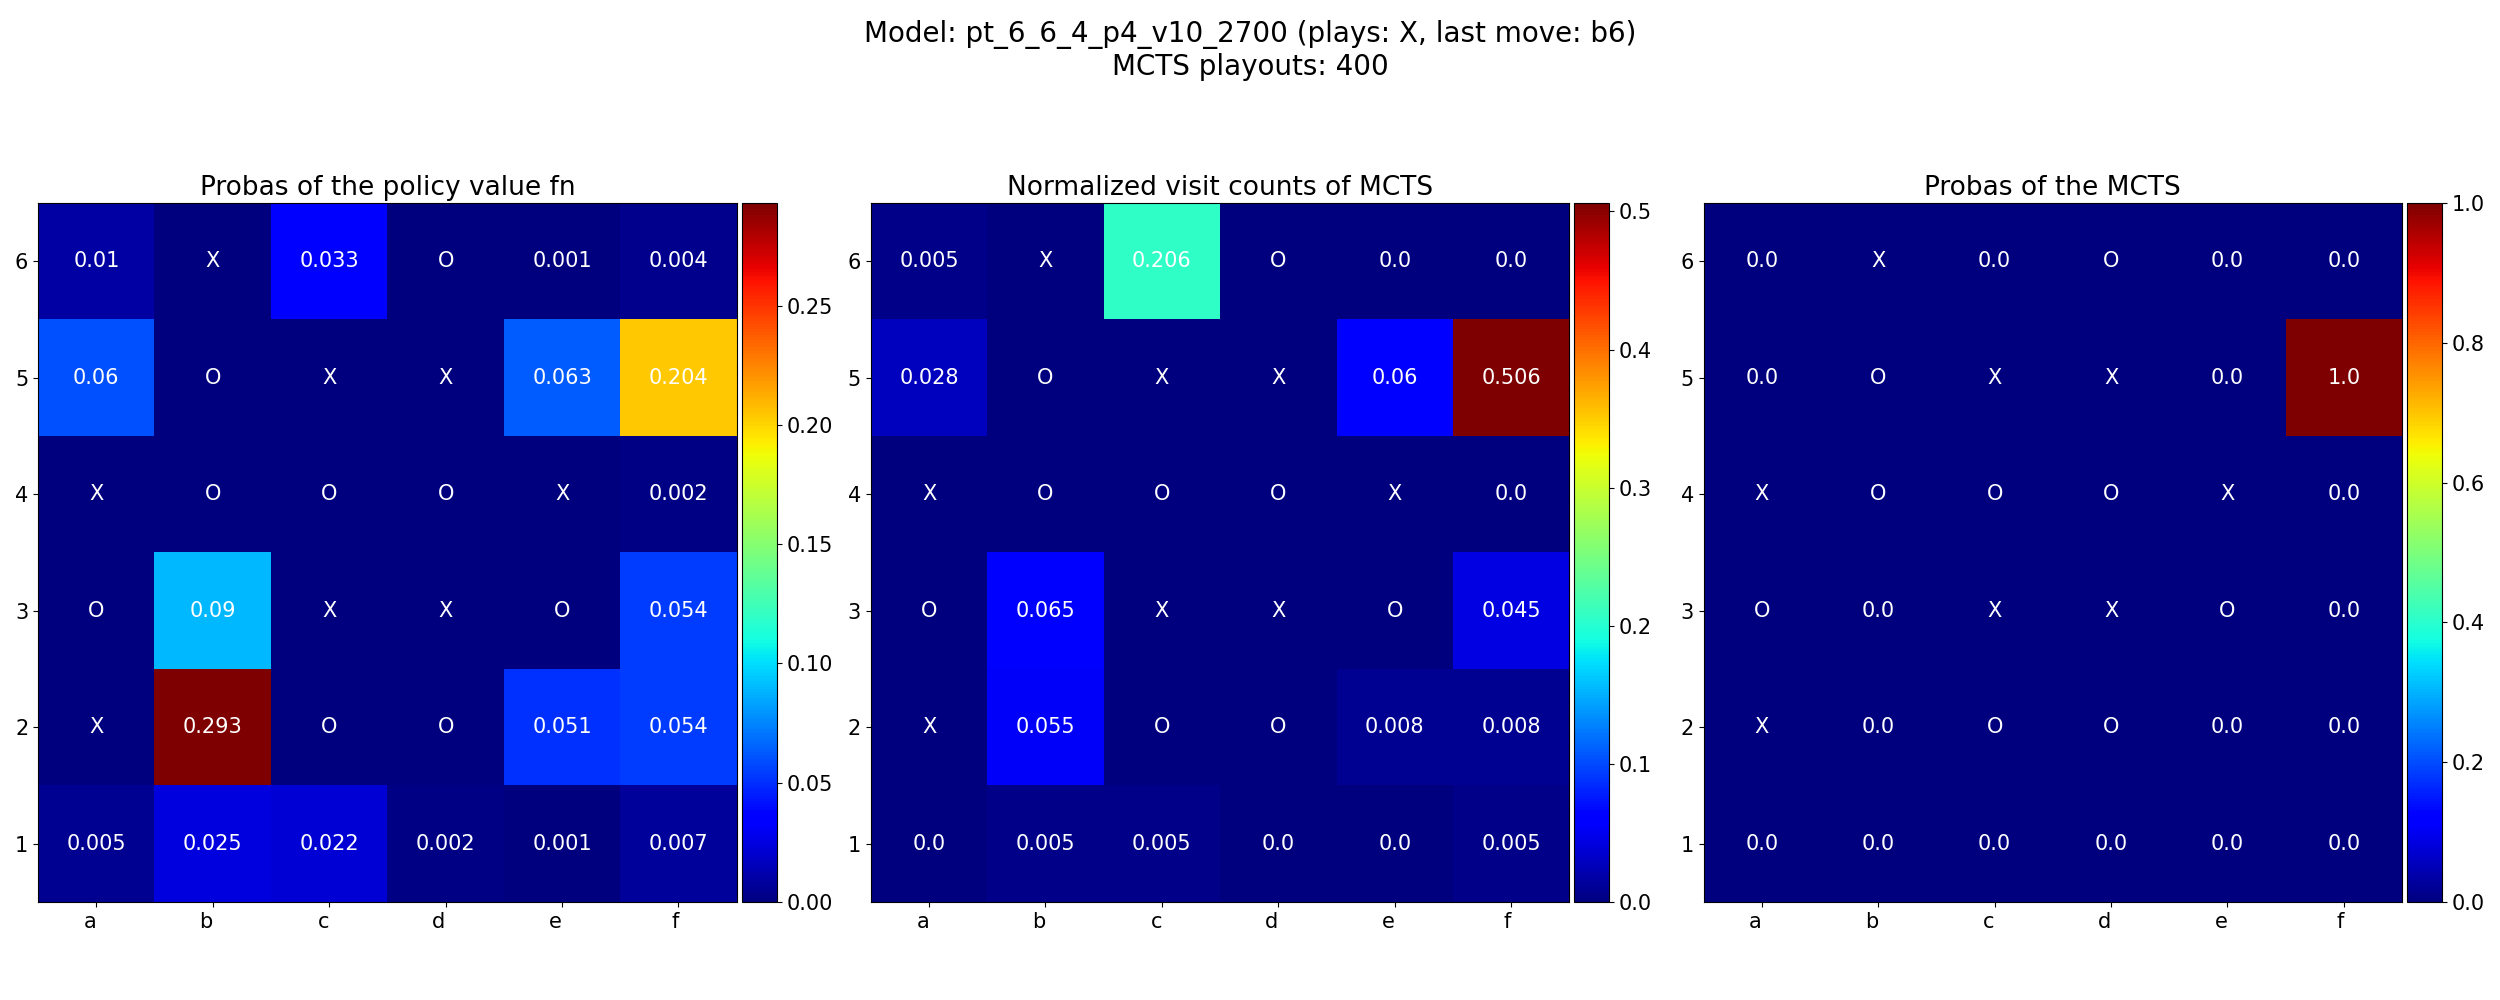 Model: pt_6_6_4_p4_v10_2700 (plays: X, last move: b6)
MCTS playouts: 400
Probas of the policy value fn
6 0.01 X 0.033 O 0.001 0.004
5 0.06 O X X 0.063 0.204
4 X O O O X 0.002
3 O 0.09 X X O 0.054
2 X 0.293 O O 0.051 0.054
1 0.005 0.025 0.022 0.002 0.001 0.007
a b c d e f
0.25
0.20
0.15
0.10
0.05
0.00
Normalized visit counts of MCTS
6 0.005 X 0.206 O 0.0 0.0
5 0.028 O X X 0.06 0.506
4 X O O O X 0.0
3 O 0.065 X X O 0.045
2 X 0.055 O O 0.008 0.008
1 0.0 0.005 0.005 0.0 0.0 0.005
a b c d e f
0.5
0.4
0.3
0.2
0.1
0.0
Probas of the MCTS
6 0.0 X 0.0 O 0.0 0.0
5 0.0 O X X 0.0 1.0
4 X O O O X 0.0
3 O 0.0 X X O 0.0
2 X 0.0 O O 0.0 0.0
1 0.0 0.0 0.0 0.0 0.0 0.0
a b c d e f
1.0
0.8
0.6
0.4
0.2
0.0